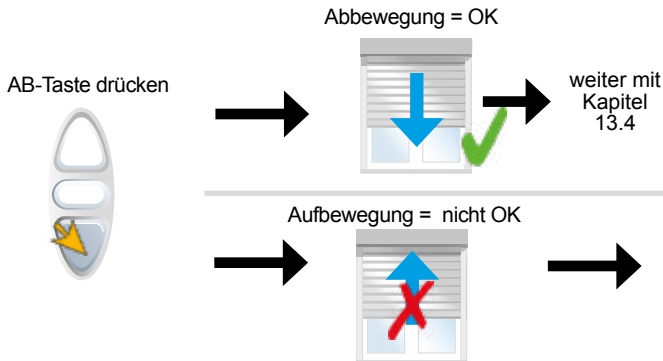 Abbewegung = OK
AB-Taste drücken
weiter mit
Kapitel
13.4
Aufbewegung = nicht OK